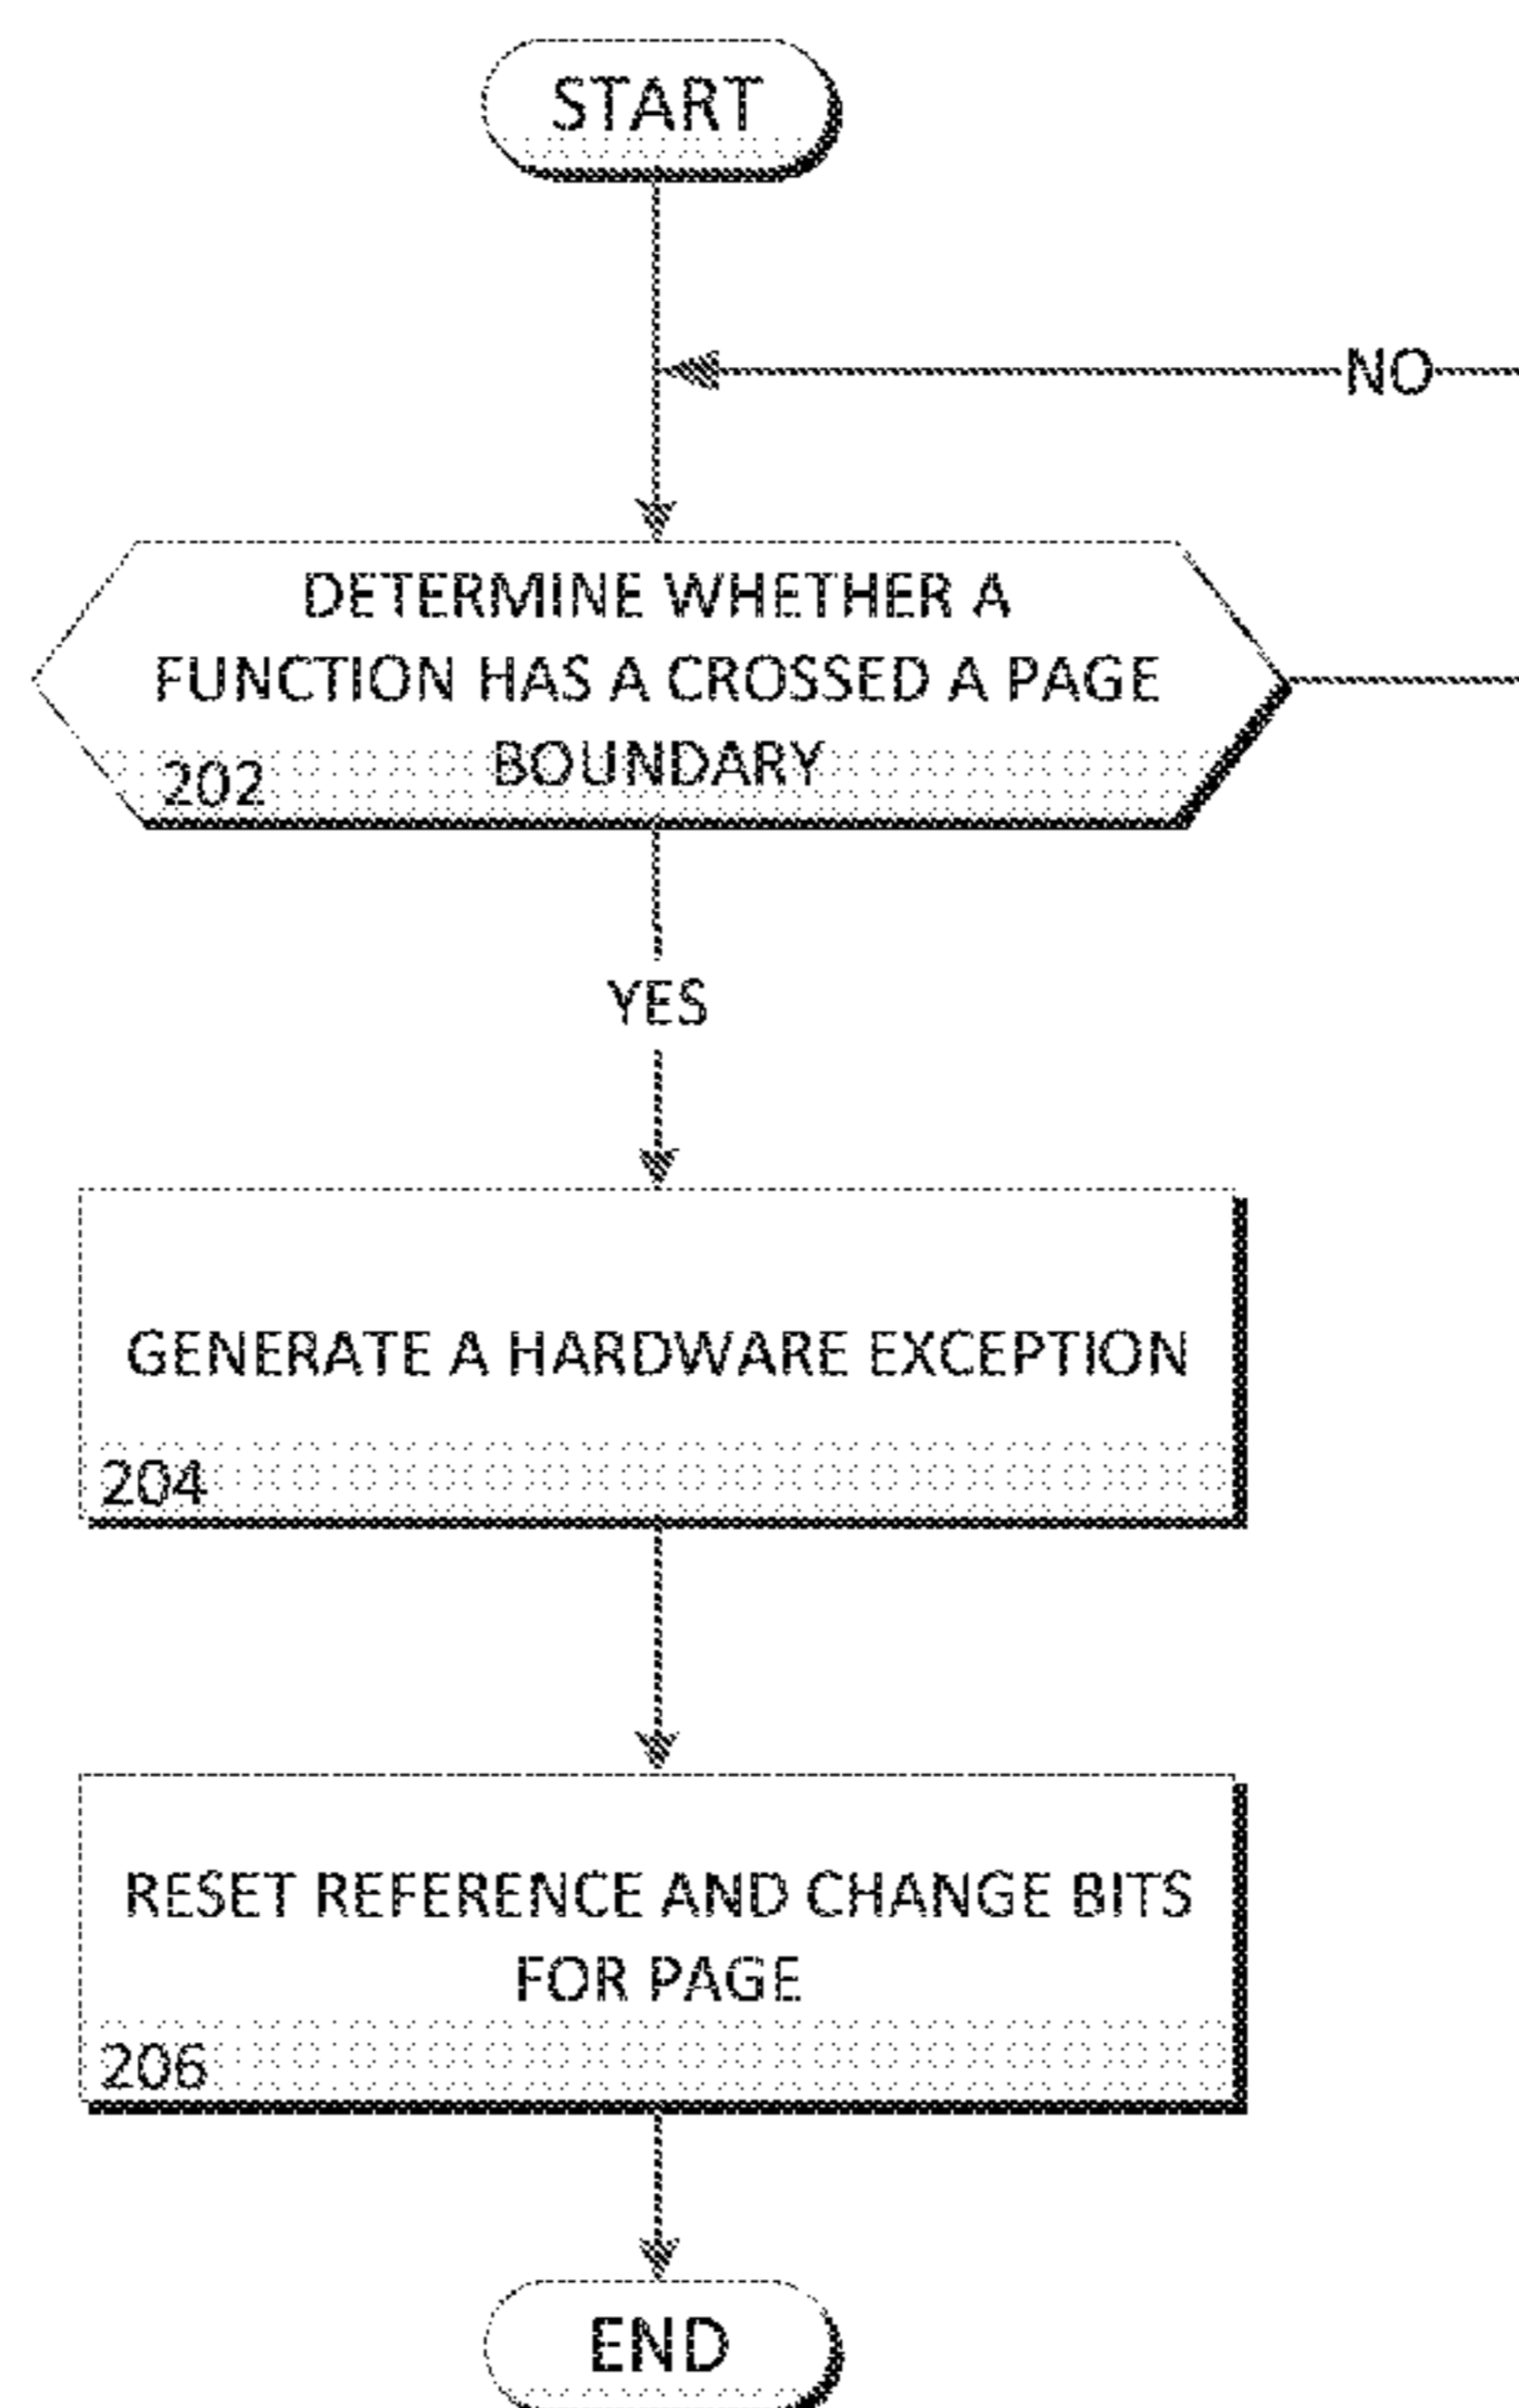 START
NO
DETERMINE WHETHER A
FUNCTION HAS A CROSSED A PAGE
BOUNDARY
202
YES
GENERATE A HARDWARE EXCEPTION
204
RESET REFERENCE AND CHANGE BITS
FOR PAGE
206
END